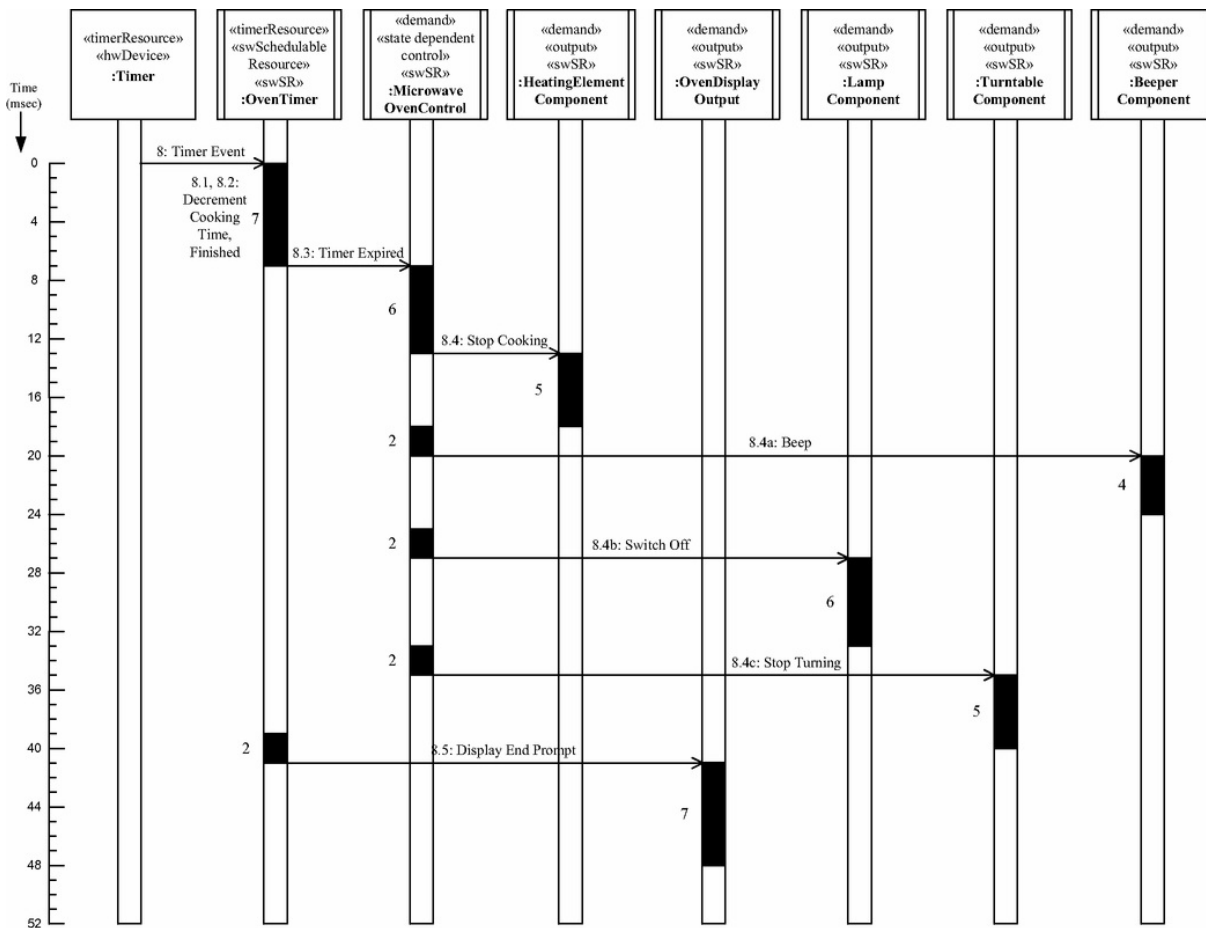 «timerResource»
«hwDevice»
:Timer
«timerResource»
«swSchedulable
Resource»
«swSR»
:OvenTimer
«demand»
«state dependent
control»
«swSR»
:Microwave
OvenControl
«demand»
«output»
«swSR»
:HeatingElement
Component
«demand»
«output»
«swSR»
:OvenDisplay
Output
«demand»
«output»
«swSR»
:Lamp
Component
«demand»
«output»
«swSR»
:Turntable
Component
«demand»
«output»
«swSR»
:Beeper
Component
Time
(msec)
0
8: Timer Event
8.1, 8.2:
Decrement
Cooking
Time,
Finished
7
4
8.3: Timer Expired
8
6
12
8.4: Stop Cooking
5
16
2
8.4a: Beep
20
4
24
2
8.4b: Switch Off
28
6
32
2
8.4c: Stop Turning
36
5
2
40
8.5: Display End Prompt
44
7
48
52